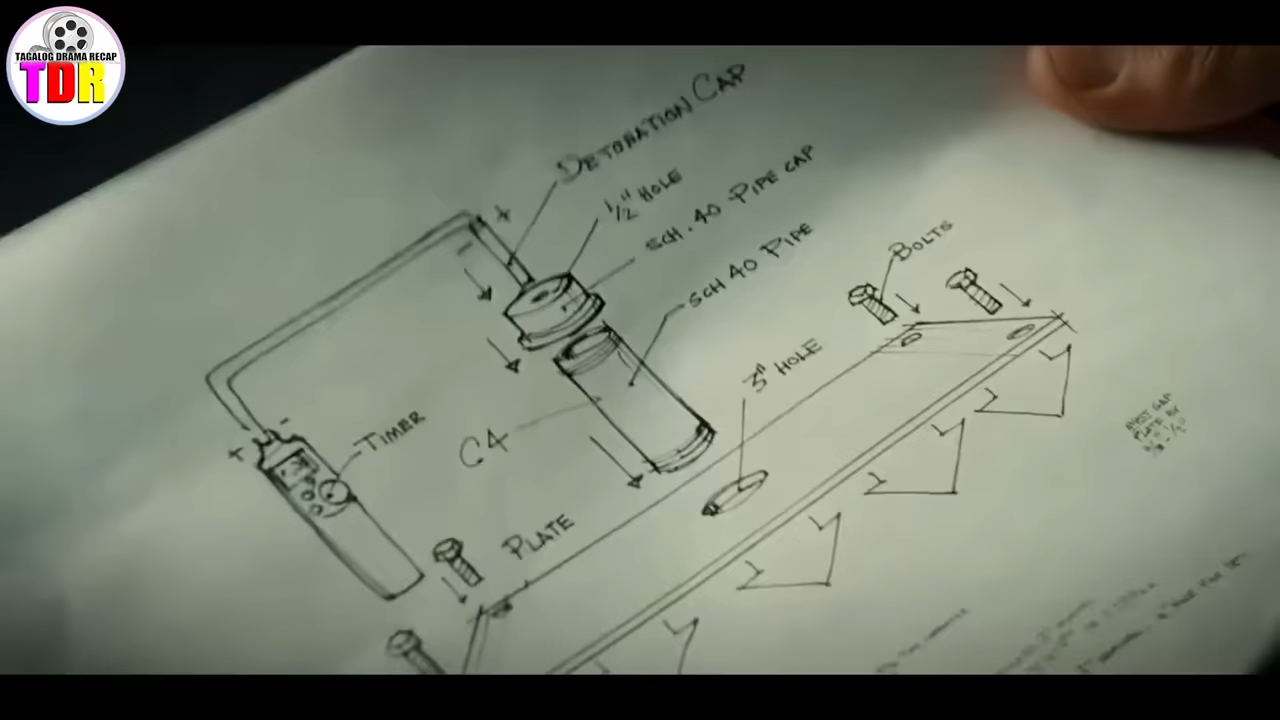 TAGALOG DRAMA RECAP
TDR
DETONATION CAP
+
1/2" HOLE
SCH. 40 PIPE CAP
-
SCH 40 PIPE
BOLTS
3" HOLE
-
TIMER
+
C4
PLATE